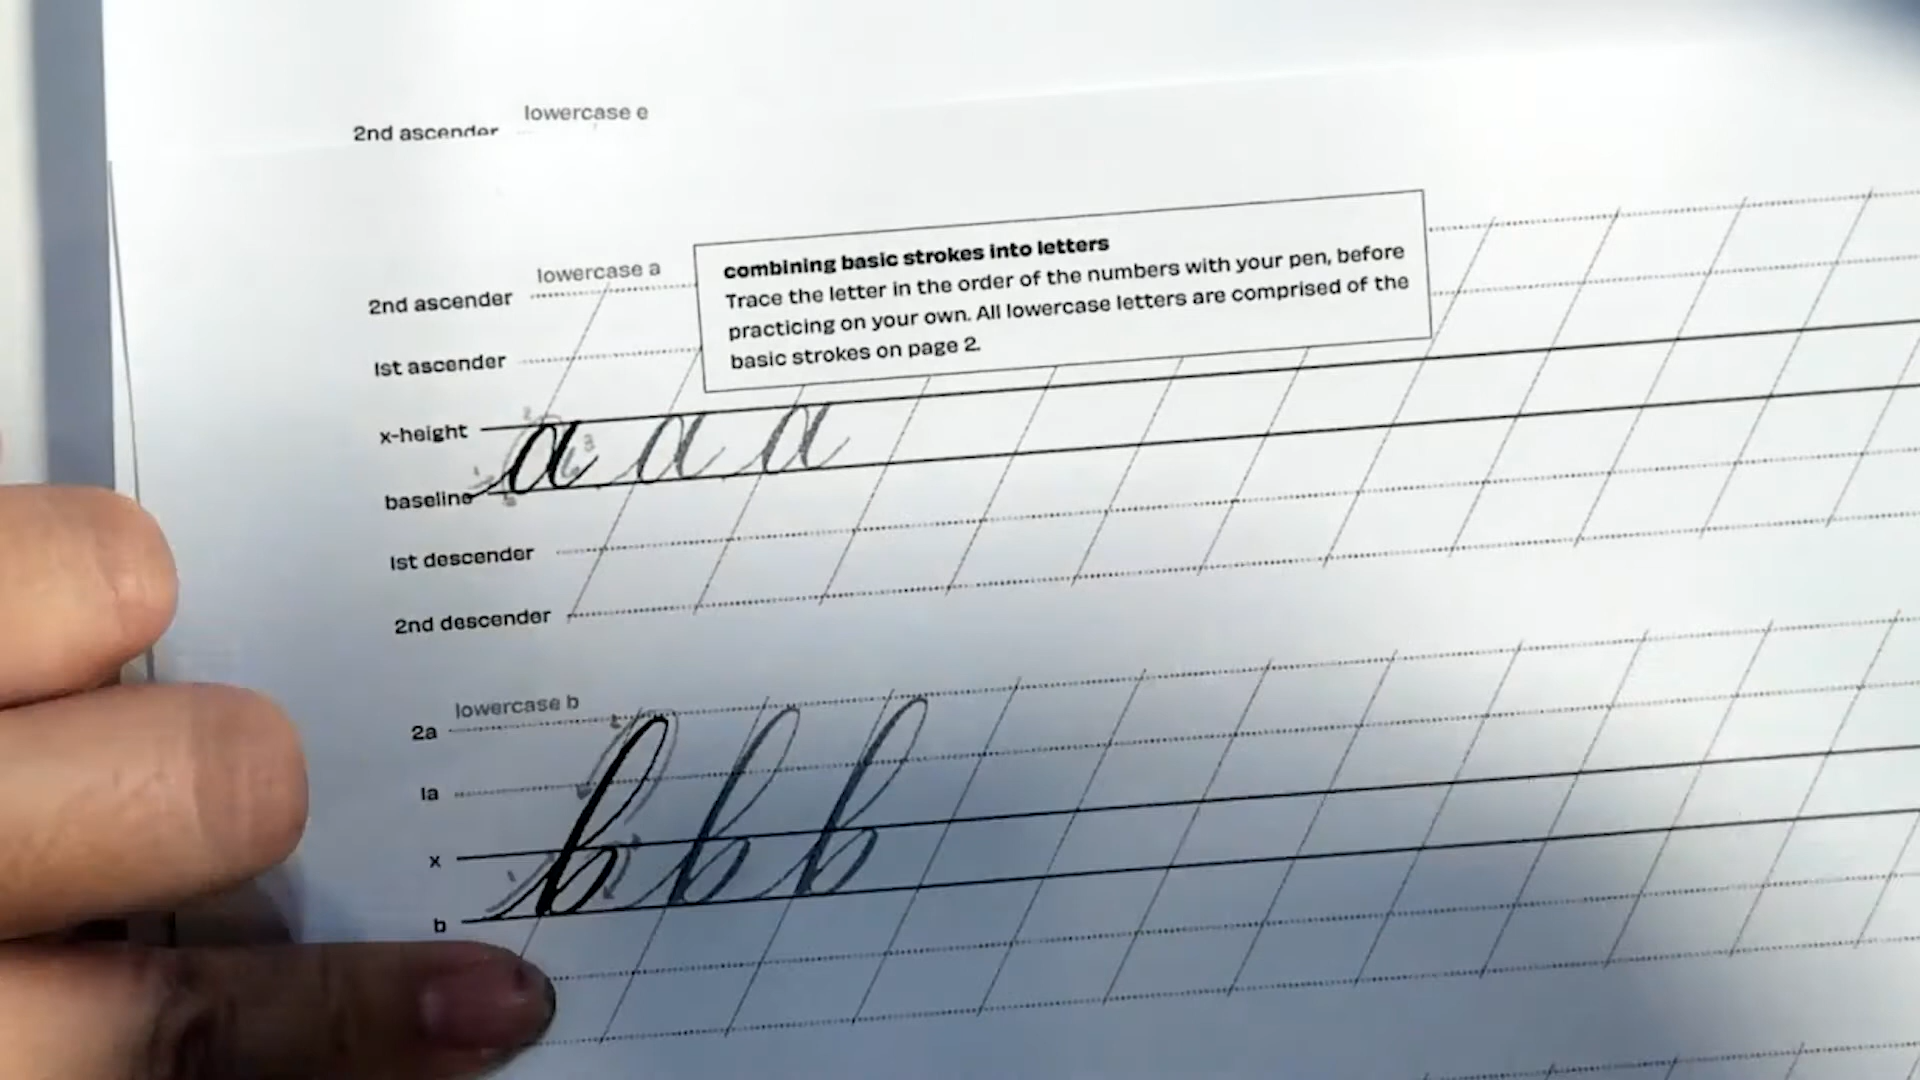 lowercase e
2nd ascender
lowercase a
2nd ascender
combining basic strokes into letters
Trace the letter in the order of the numbers with your pen, before
practicing on your own. All lowercase letters are comprised of the
basic strokes on page 2.
1st ascender
x-height
a a a
baseline
1st descender
2nd descender
lowercase b
2a
1a
x
b b b
b